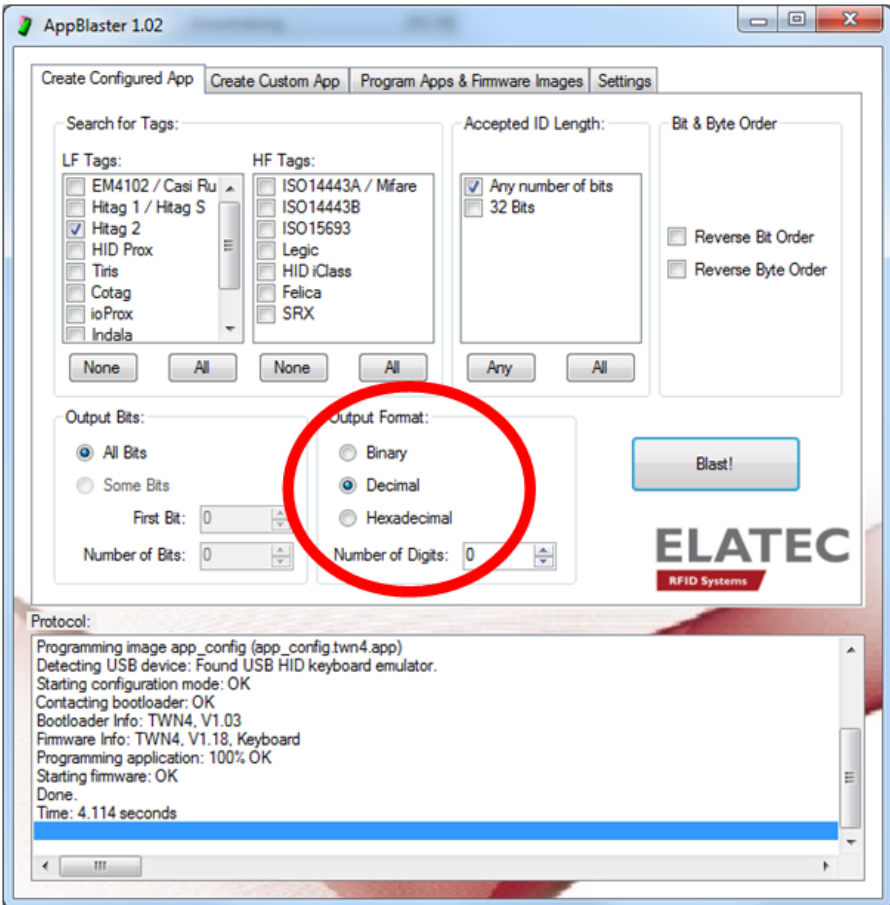 AppBlaster 1.02
Create Configured App
Create Custom App
Program Apps & Firmware Images
Settings
Search for Tags:
LF Tags:
EM4102 / Casi Ru
Hitag 1 / Hitag S
Hitag 2
HID Prox
Tiris
Cotag
ioProx
Indala
None
All
HF Tags:
ISO14443A / Mifare
ISO14443B
ISO15693
Legic
HID iClass
Felica
SRX
None
All
Accepted ID Length:
Any number of bits
32 Bits
Any
All
Bit & Byte Order
Reverse Bit Order
Reverse Byte Order
Output Bits:
All Bits
Some Bits
First Bit: 0
Number of Bits: 0
Output Format:
Binary
Decimal
Hexadecimal
Number of Digits: 0
Blast!
ELATEC
RFID Systems
Protocol:
Programming image app_config (app_config.twn4.app)
Detecting USB device: Found USB HID keyboard emulator.
Starting configuration mode: OK
Contacting bootloader: OK
Bootloader Info: TWN4, V1.03
Firmware Info: TWN4, V1.18, Keyboard
Programming application: 100% OK
Starting firmware: OK
Done.
Time: 4.114 seconds